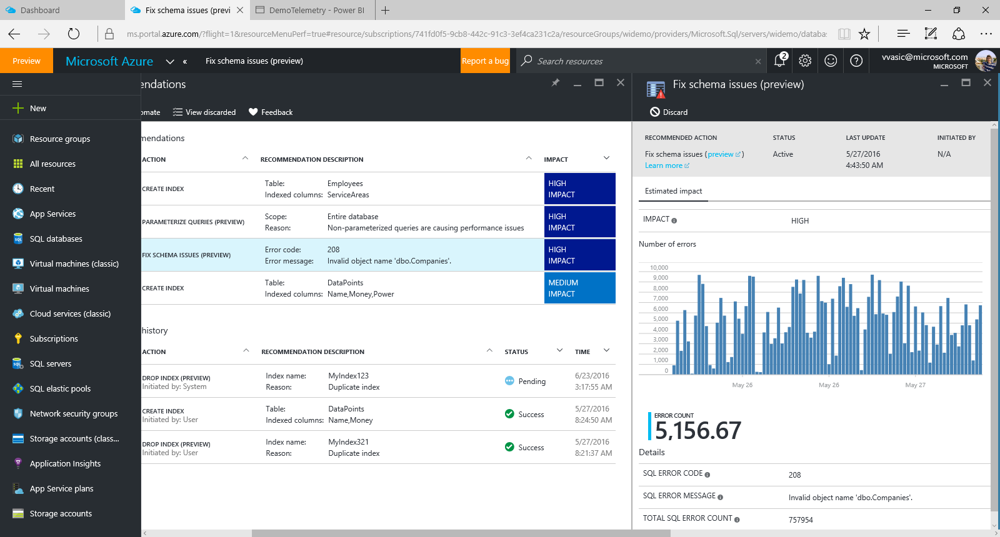 Dashboard
Fix schema issues (previ
DemoTelemetry - Power BI
ms.portal.azure.com/?flight=1&resourceMenuPerf=true#resource/subscriptions/741fd0f5-9cb8-442c-91c3-3ef4ca231c2a/resourceGroups/widemo/providers/Microsoft.Sql/servers/widemo/databa
Preview
Microsoft Azure
«
Fix schema issues (preview)
Report a bug
Search resources
2
vvasic@microsoft.com
MICROSOFT
New
Resource groups
All resources
Recent
App Services
SQL databases
Virtual machines (classic)
Virtual machines
Cloud services (classic)
Subscriptions
SQL servers
SQL elastic pools
Network security groups
Storage accounts (class...
Application Insights
App Service plans
Storage accounts
endations
omate
View discarded
Feedback
mendations
ACTION
RECOMMENDATION DESCRIPTION
IMPACT
CREATE INDEX
Table: Employees
Indexed columns: ServiceAreas
HIGH
IMPACT
PARAMETERIZE QUERIES (PREVIEW)
Scope: Entire database
Reason: Non-parameterized queries are causing performance issues
HIGH
IMPACT
FIX SCHEMA ISSUES (PREVIEW)
Error code: 208
Error message: Invalid object name 'dbo.Companies'.
HIGH
IMPACT
CREATE INDEX
Table: DataPoints
Indexed columns: Name,Money,Power
MEDIUM
IMPACT
history
ACTION
RECOMMENDATION DESCRIPTION
STATUS
TIME
DROP INDEX (PREVIEW)
Initiated by: System
Index name: MyIndex123
Reason: Duplicate index
Pending
6/23/2016
3:17:55 AM
CREATE INDEX
Initiated by: User
Table: DataPoints
Indexed columns: Name,Money
Success
5/27/2016
8:24:50 AM
DROP INDEX (PREVIEW)
Initiated by: User
Index name: MyIndex321
Reason: Duplicate index
Success
5/27/2016
8:21:37 AM
Fix schema issues (preview)
Discard
RECOMMENDED ACTION
Fix schema issues (preview)
Learn more
STATUS
Active
LAST UPDATE
5/27/2016
4:43:50 AM
INITIATED BY
N/A
Estimated impact
IMPACT
HIGH
Number of errors
10,000
9,000
8,000
7,000
6,000
5,000
4,000
3,000
2,000
1,000
0
May 26
May 26
May 27
ERROR COUNT
5,156.67
Details
SQL ERROR CODE
208
SQL ERROR MESSAGE
Invalid object name 'dbo.Companies'.
TOTAL SQL ERROR COUNT
757954